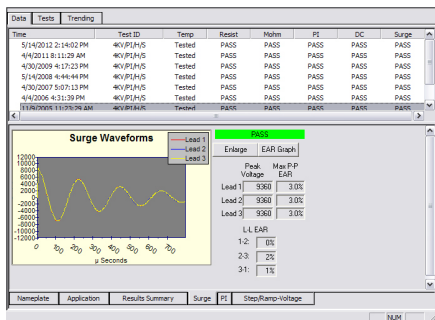 Data Tests Trending
Time Test ID Temp Resist Mohm PI DC Surge
5/14/2012 2:14:02 PM 4KV/PI/H/S Tested PASS PASS PASS PASS PASS
4/4/2011 8:11:29 AM 4KV/PI/H/S Tested PASS PASS PASS PASS PASS
4/30/2009 4:17:23 PM 4KV/PI/H/S Tested PASS PASS PASS PASS PASS
5/14/2008 4:44:44 PM 4KV/PI/H/S Tested PASS PASS PASS PASS PASS
4/30/2007 5:07:13 PM 4KV/PI/H/S Tested PASS PASS PASS PASS PASS
4/4/2006 4:31:39 PM 4KV/PI/H/S Tested PASS PASS PASS PASS PASS
11/9/2005 11:23:29 AM 4KV/PI/H/S Tested PASS PASS PASS PASS PASS
Surge Waveforms
Lead 1
Lead 2
Lead 3
12000
10000
8000
6000
4000
2000
0
-2000
-4000
-6000
-8000
-10000
-12000
0 100 200 300 400 500 600 700
µ Seconds
PASS
Enlarge EAR Graph
Peak Voltage Max P-P EAR
Lead 1 9360 3.0%
Lead 2 9360 3.0%
Lead 3 9360 3.0%
L-L EAR
1-2: 0%
2-3: 2%
3-1: 1%
Nameplate Application Results Summary Surge PI Step/Ramp-Voltage
NUM